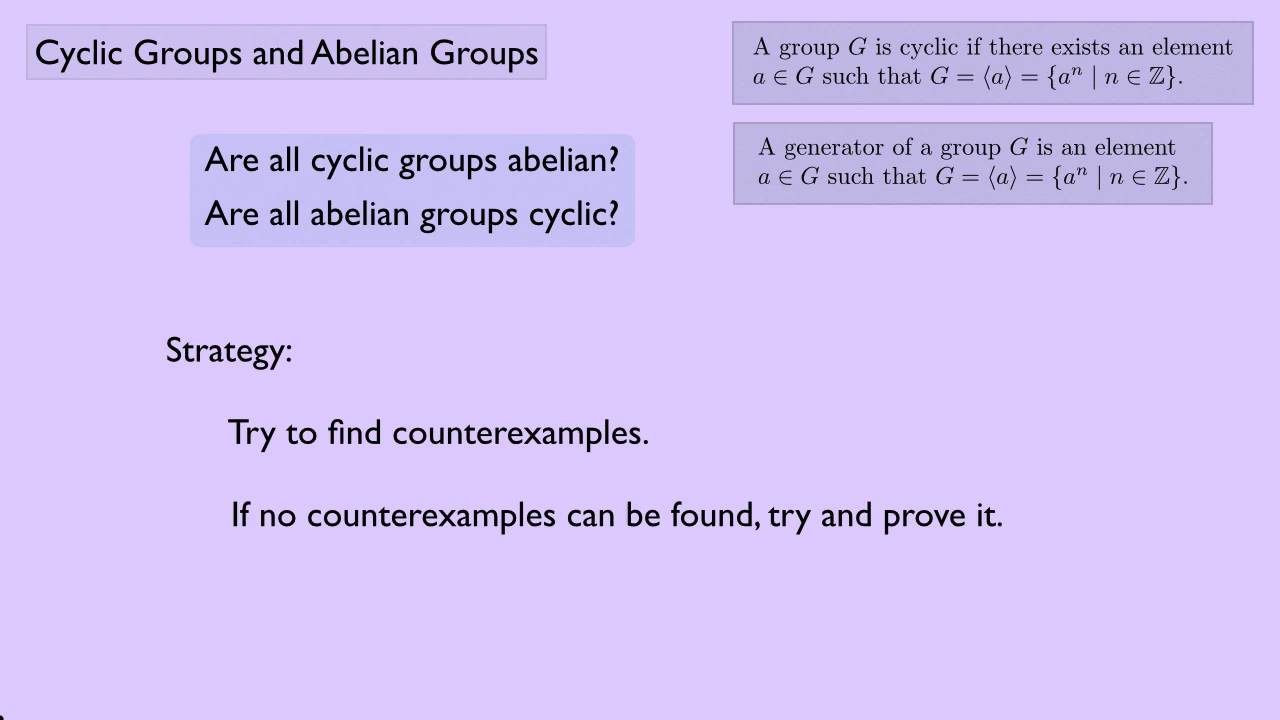 Cyclic Groups and Abelian Groups
A group G is cyclic if there exists an element
a ∈ G such that G = ⟨a⟩ = {aⁿ | n ∈ ℤ}.
A generator of a group G is an element
a ∈ G such that G = ⟨a⟩ = {aⁿ | n ∈ ℤ}.
Are all cyclic groups abelian?
Are all abelian groups cyclic?
Strategy:
Try to find counterexamples.
If no counterexamples can be found, try and prove it.